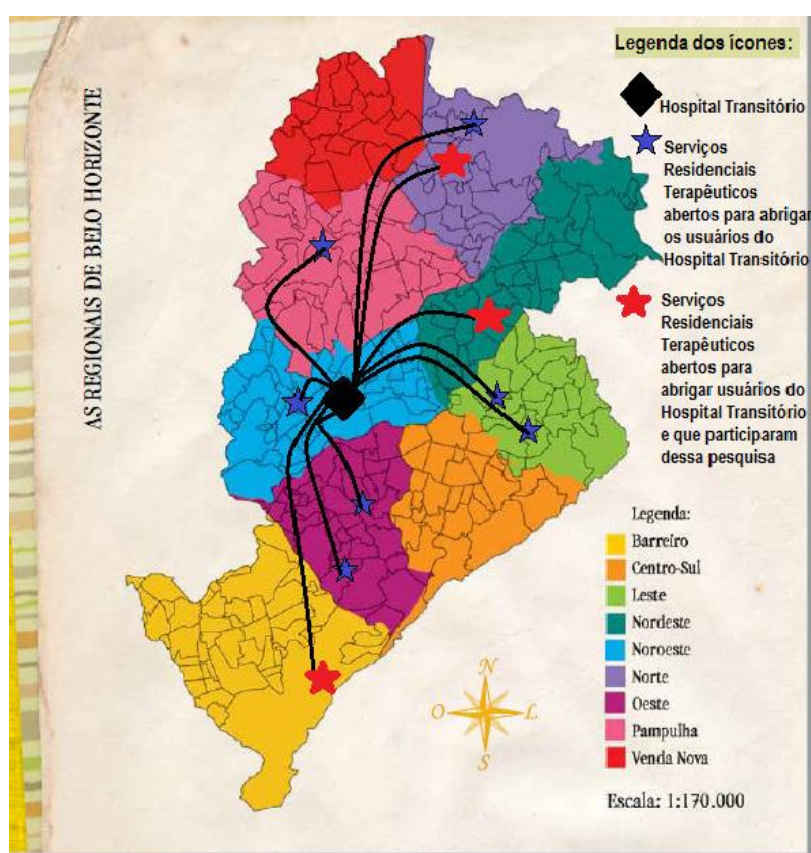 AS REGIONAIS DE BELO HORIZONTE
Legenda dos ícones:
Hospital Transitório
Serviços
Residenciais
Terapêuticos
abertos para abrigar
os usuários do
Hospital Transitório
Serviços
Residenciais
Terapêuticos
abertos para
abrigar usuários do
Hospital Transitório
e que participaram
dessa pesquisa
Legenda:
Barreiro
Centro-Sul
Leste
Nordeste
Noroeste
Norte
Oeste
Pampulha
Venda Nova
N
O
L
S
Escala: 1:170.000